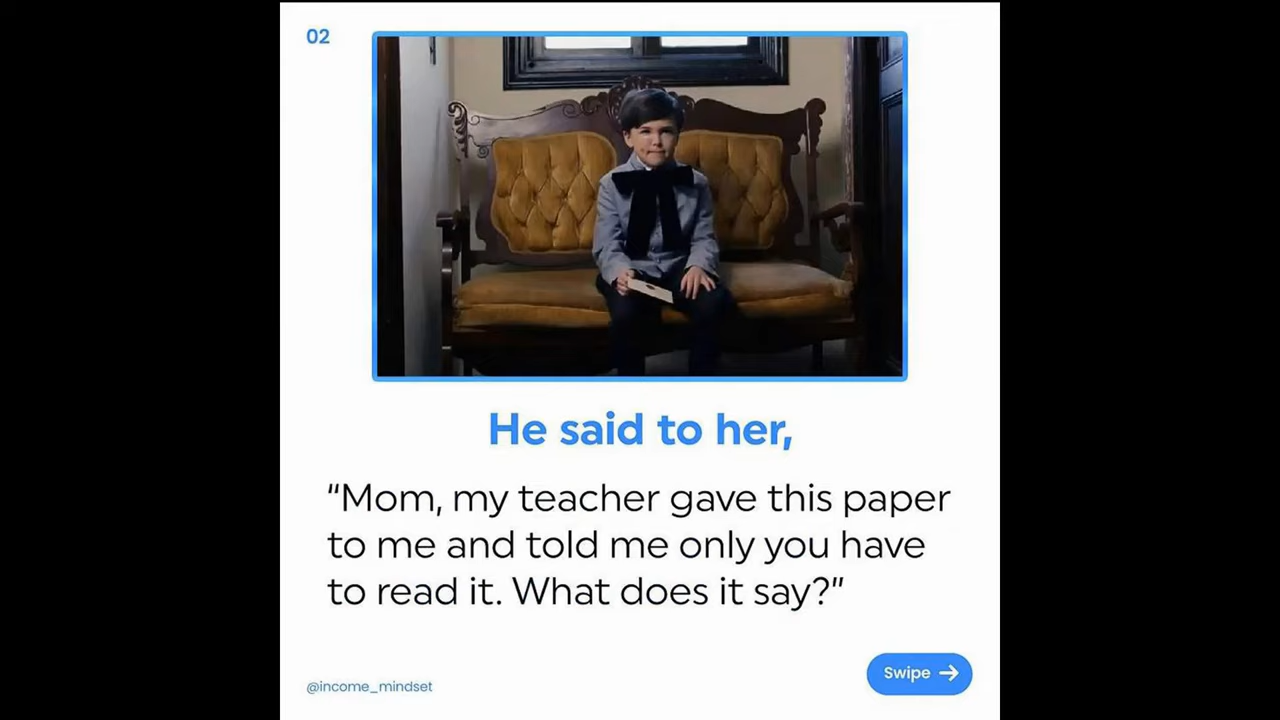 02
He said to her,
“Mom, my teacher gave this paper
to me and told me only you have
to read it. What does it say?”
@income_mindset
Swipe →